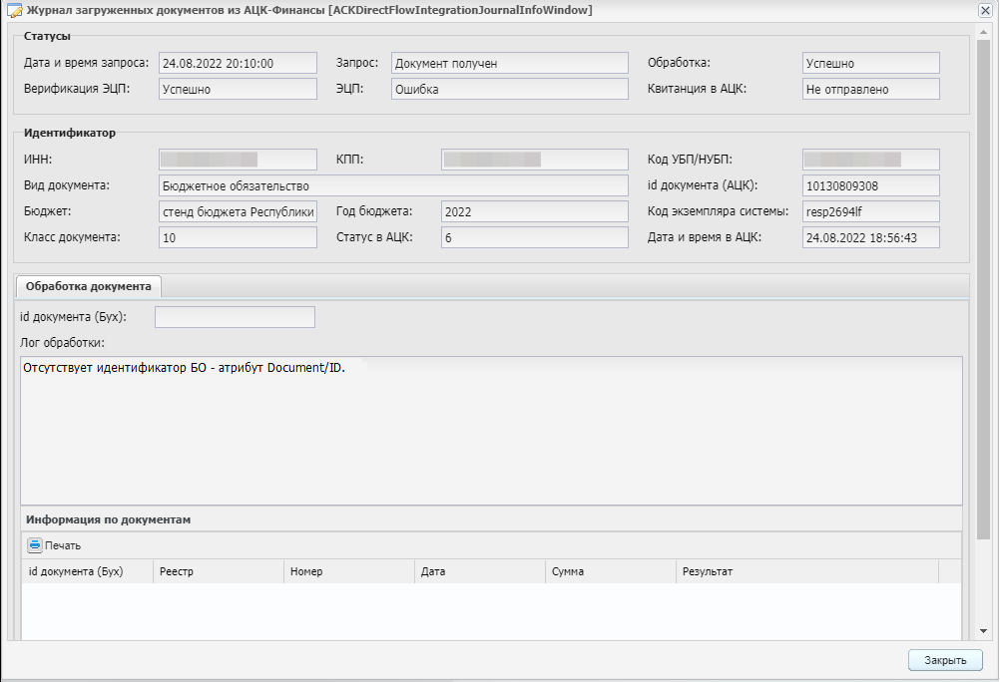 Журнал загруженных документов из АЦК-Финансы [ACKDirectFlowIntegrationJournalInfoWindow]
Статусы
Дата и время запроса: 24.08.2022 20:10:00 Запрос: Документ получен Обработка: Успешно
Верификация ЭЦП: Успешно ЭЦП: Ошибка Квитанция в АЦК: Не отправлено
Идентификатор
ИНН: КПП: Код УБП/НУБП:
Вид документа: Бюджетное обязательство id документа (АЦК): 10130809308
Бюджет: стенд бюджета Республики Год бюджета: 2022 Код экземпляра системы: resp2694lf
Класс документа: 10 Статус в АЦК: 6 Дата и время в АЦК: 24.08.2022 18:56:43
Обработка документа
id документа (Бух):
Лог обработки:
Отсутствует идентификатор БО - атрибут Document/ID.
Информация по документам
Печать
id документа (Бух) Реестр Номер Дата Сумма Результат
Закрыть